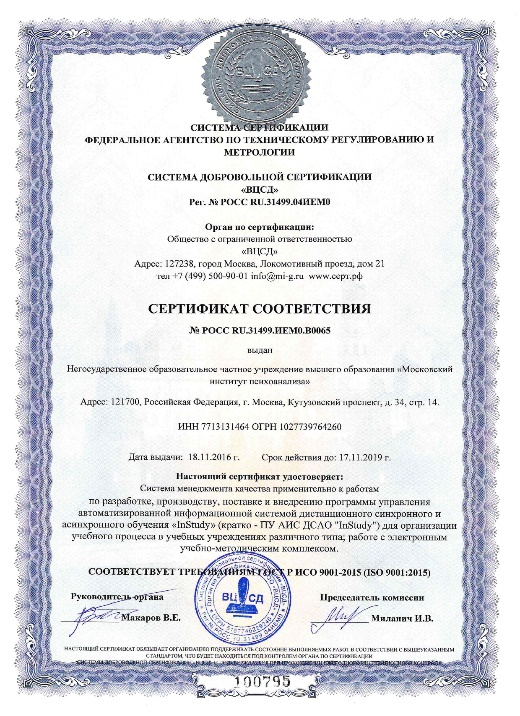 ВЦСД
СИСТЕМА СЕРТИФИКАЦИИ
ФЕДЕРАЛЬНОЕ АГЕНТСТВО ПО ТЕХНИЧЕСКОМУ РЕГУЛИРОВАНИЮ И
МЕТРОЛОГИИ
СИСТЕМА ДОБРОВОЛЬНОЙ СЕРТИФИКАЦИИ
«ВЦСД»
Рег. № РОСС RU.31499.04ИЕМ0
Орган по сертификации:
Общество с ограниченной ответственностью
«ВЦСД»
Адрес: 127238, город Москва, Локомотивный проезд, дом 21
тел +7 (499) 500-90-01 info@mi-g.ru www.серт.рф
СЕРТИФИКАТ СООТВЕТСТВИЯ
№ РОСС RU.31499.ИЕМ0.В0065
выдан
Негосударственное образовательное частное учреждение высшего образования «Московский
институт психоанализа»
Адрес: 121700, Российская Федерация, г. Москва, Кутузовский проспект, д. 34, стр. 14.
ИНН 7713131464 ОГРН 1027739764260
Дата выдачи: 18.11.2016 г. Срок действия до: 17.11.2019 г.
Настоящий сертификат удостоверяет:
Система менеджмента качества применительно к работам
по разработке, производству, поставке и внедрению программы управления
автоматизированной информационной системой дистанционного синхронного и
асинхронного обучения «InStudy» (кратко - ПУ АИС ДСАО "InStudy") для организации
учебного процесса в учебных учреждениях различного типа; работе с электронным
учебно-методическим комплексом.
СООТВЕТСТВУЕТ ТРЕБОВАНИЯМ ГОСТ Р ИСО 9001-2015 (ISO 9001:2015)
Руководитель органа Председатель комиссии
ВЦСД
Макаров В.Е. Миланич И.В.
НАСТОЯЩИЙ СЕРТИФИКАТ ОБЯЗЫВАЕТ ОРГАНИЗАЦИЮ ПОДДЕРЖИВАТЬ СОСТОЯНИЕ ВЫПОЛНЯЕМЫХ РАБОТ В СООТВЕТСТВИИ С ВЫШЕУКАЗАННЫМ
СТАНДАРТОМ, ЧТО БУДЕТ НАХОДИТЬСЯ ПОД КОНТРОЛЕМ ОРГАНА ПО СЕРТИФИКАЦИИ
100795